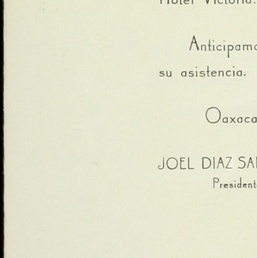 Hotel Victoria.
Anticipamo
su asistencia.
Oaxaca
JOEL DIAZ SA
President